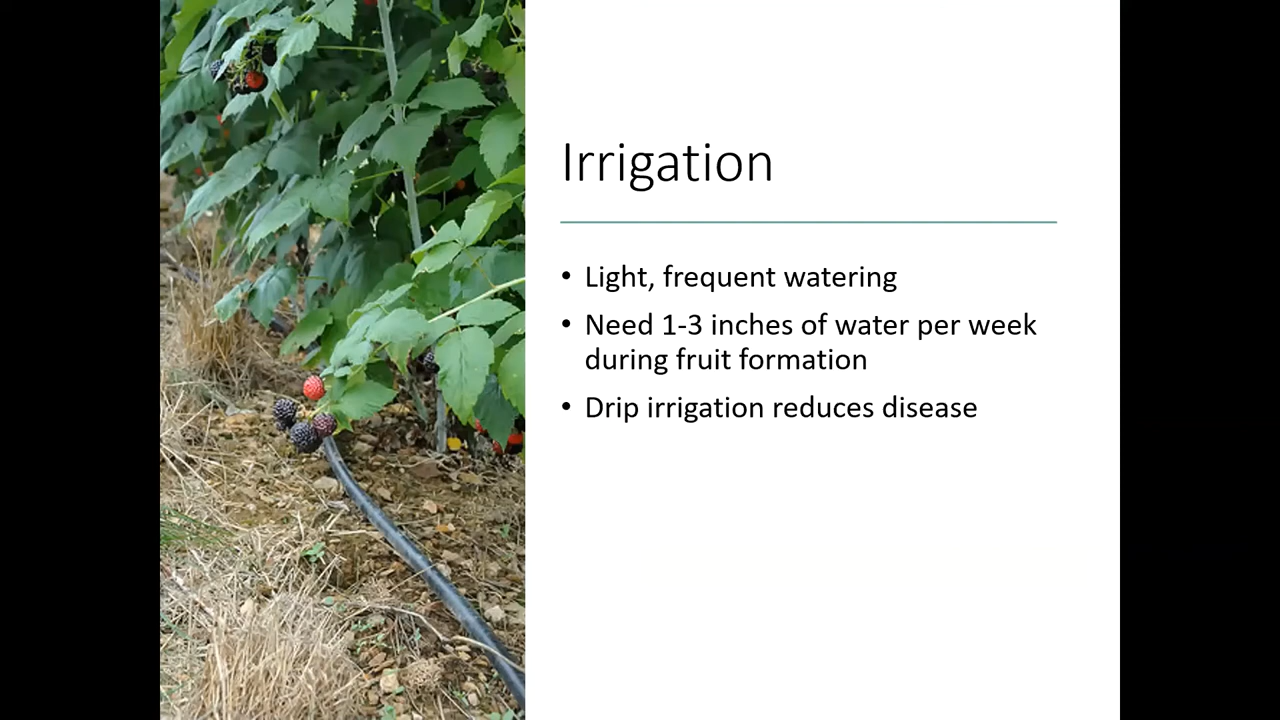 Irrigation
• Light, frequent watering
• Need 1-3 inches of water per week
during fruit formation
• Drip irrigation reduces disease